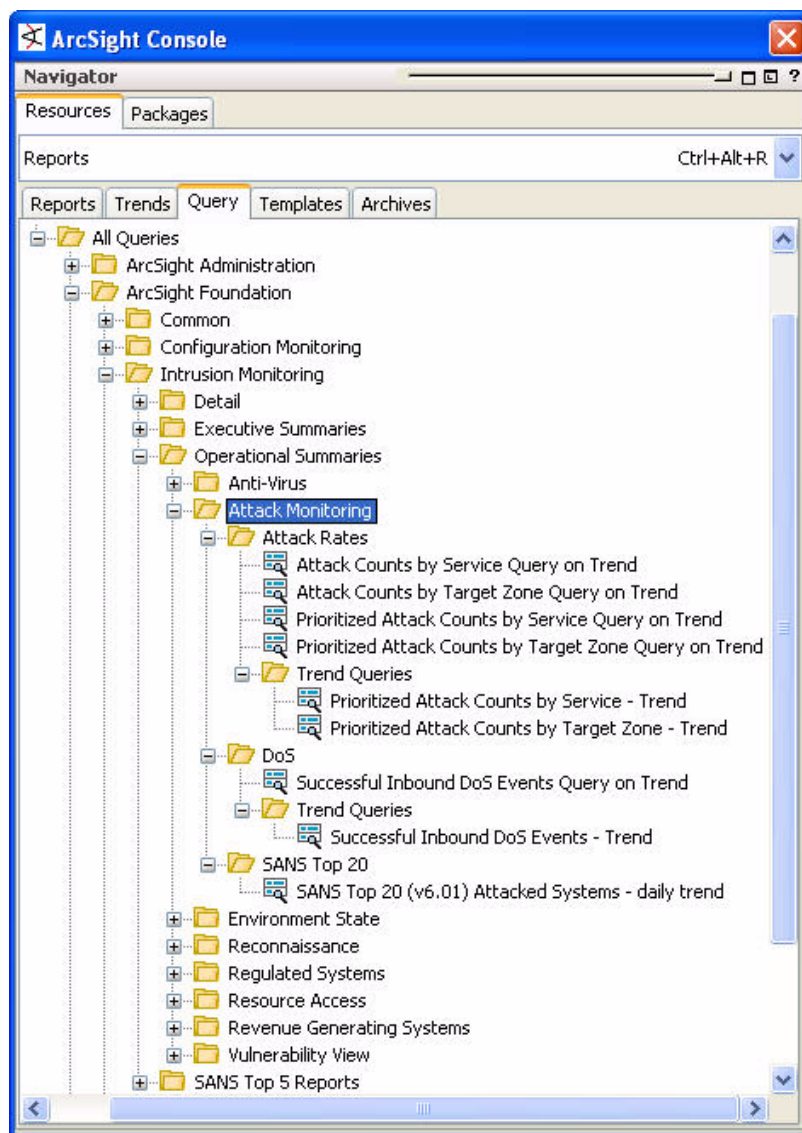 ArcSight Console
Navigator ?
Resources Packages
Reports Ctrl+Alt+R
Reports Trends Query Templates Archives
All Queries
ArcSight Administration
ArcSight Foundation
Common
Configuration Monitoring
Intrusion Monitoring
Detail
Executive Summaries
Operational Summaries
Anti-Virus
Attack Monitoring
Attack Rates
Attack Counts by Service Query on Trend
Attack Counts by Target Zone Query on Trend
Prioritized Attack Counts by Service Query on Trend
Prioritized Attack Counts by Target Zone Query on Trend
Trend Queries
Prioritized Attack Counts by Service - Trend
Prioritized Attack Counts by Target Zone - Trend
DoS
Successful Inbound DoS Events Query on Trend
Trend Queries
Successful Inbound DoS Events - Trend
SANS Top 20
SANS Top 20 (v6.01) Attacked Systems - daily trend
Environment State
Reconnaissance
Regulated Systems
Resource Access
Revenue Generating Systems
Vulnerability View
SANS Top 5 Reports